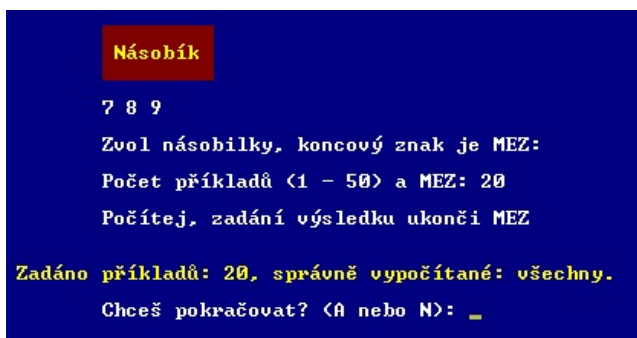 Násobík
7 8 9
Zvol násobilky, koncový znak je MEZ:
Počet příkladů (1 - 50) a MEZ: 20
Počítej, zadání výsledku ukonči MEZ
Zadáno příkladů: 20, správně vypočítané: všechny.
Chceš pokračovat? (A nebo N): _